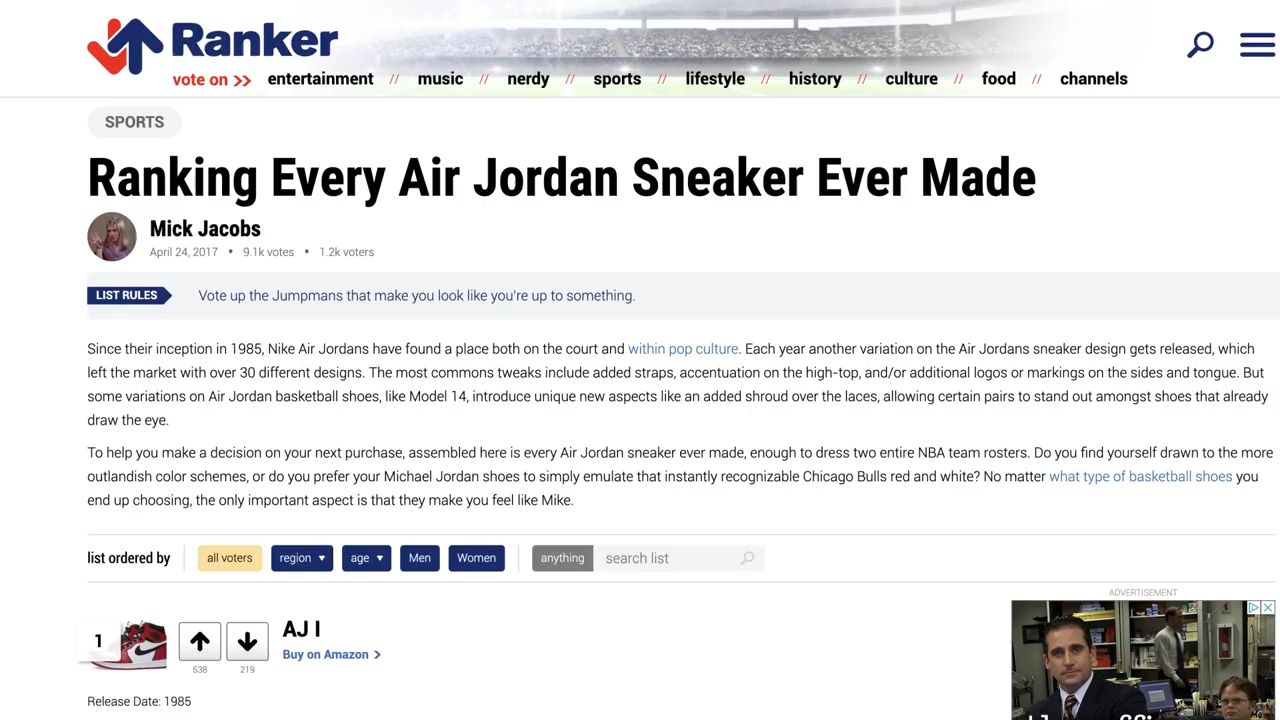 Ranker
vote on >> entertainment // music // nerdy // sports // lifestyle // history // culture // food // channels
SPORTS
Ranking Every Air Jordan Sneaker Ever Made
Mick Jacobs
April 24, 2017 • 9.1k votes • 1.2k voters
LIST RULES Vote up the Jumpmans that make you look like you're up to something.
Since their inception in 1985, Nike Air Jordans have found a place both on the court and within pop culture. Each year another variation on the Air Jordans sneaker design gets released, which
left the market with over 30 different designs. The most commons tweaks include added straps, accentuation on the high-top, and/or additional logos or markings on the sides and tongue. But
some variations on Air Jordan basketball shoes, like Model 14, introduce unique new aspects like an added shroud over the laces, allowing certain pairs to stand out amongst shoes that already
draw the eye.
To help you make a decision on your next purchase, assembled here is every Air Jordan sneaker ever made, enough to dress two entire NBA team rosters. Do you find yourself drawn to the more
outlandish color schemes, or do you prefer your Michael Jordan shoes to simply emulate that instantly recognizable Chicago Bulls red and white? No matter what type of basketball shoes you
end up choosing, the only important aspect is that they make you feel like Mike.
list ordered by all voters region age Men Women anything search list
ADVERTISEMENT
1
AJ I
Buy on Amazon
538 219
Release Date: 1985